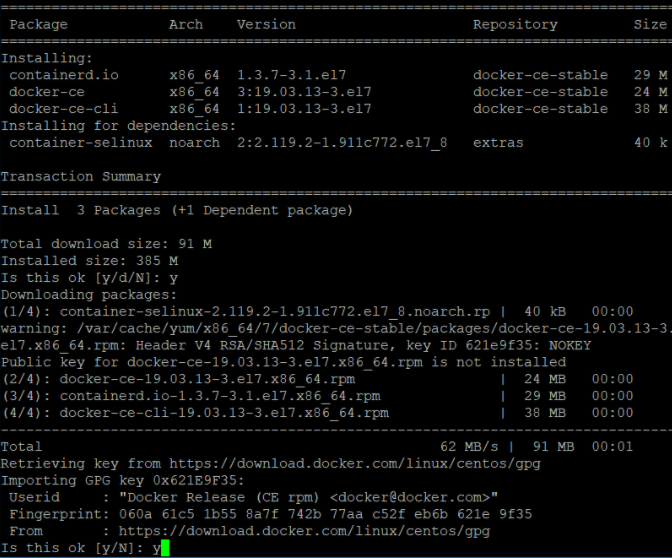 Package Arch Version Repository Size
Installing:
containerd.io x86_64 1.3.7-3.1.el7 docker-ce-stable 29 M
docker-ce x86_64 3:19.03.13-3.el7 docker-ce-stable 24 M
docker-ce-cli x86_64 1:19.03.13-3.el7 docker-ce-stable 38 M
Installing for dependencies:
container-selinux noarch 2:2.119.2-1.911c772.el7_8 extras 40 k
Transaction Summary
Install 3 Packages (+1 Dependent package)
Total download size: 91 M
Installed size: 385 M
Is this ok [y/d/N]: y
Downloading packages:
(1/4): container-selinux-2.119.2-1.911c772.el7_8.noarch.rp | 40 kB 00:00
warning: /var/cache/yum/x86_64/7/docker-ce-stable/packages/docker-ce-19.03.13-3.
el7.x86_64.rpm: Header V4 RSA/SHA512 Signature, key ID 621e9f35: NOKEY
Public key for docker-ce-19.03.13-3.el7.x86_64.rpm is not installed
(2/4): docker-ce-19.03.13-3.el7.x86_64.rpm | 24 MB 00:00
(3/4): containerd.io-1.3.7-3.1.el7.x86_64.rpm | 29 MB 00:00
(4/4): docker-ce-cli-19.03.13-3.el7.x86_64.rpm | 38 MB 00:00
Total 62 MB/s | 91 MB 00:01
Retrieving key from https://download.docker.com/linux/centos/gpg
Importing GPG key 0x621E9F35:
Userid : "Docker Release (CE rpm) <docker@docker.com>"
Fingerprint: 060a 61c5 1b55 8a7f 742b 77aa c52f eb6b 621e 9f35
From : https://download.docker.com/linux/centos/gpg
Is this ok [y/N]: y